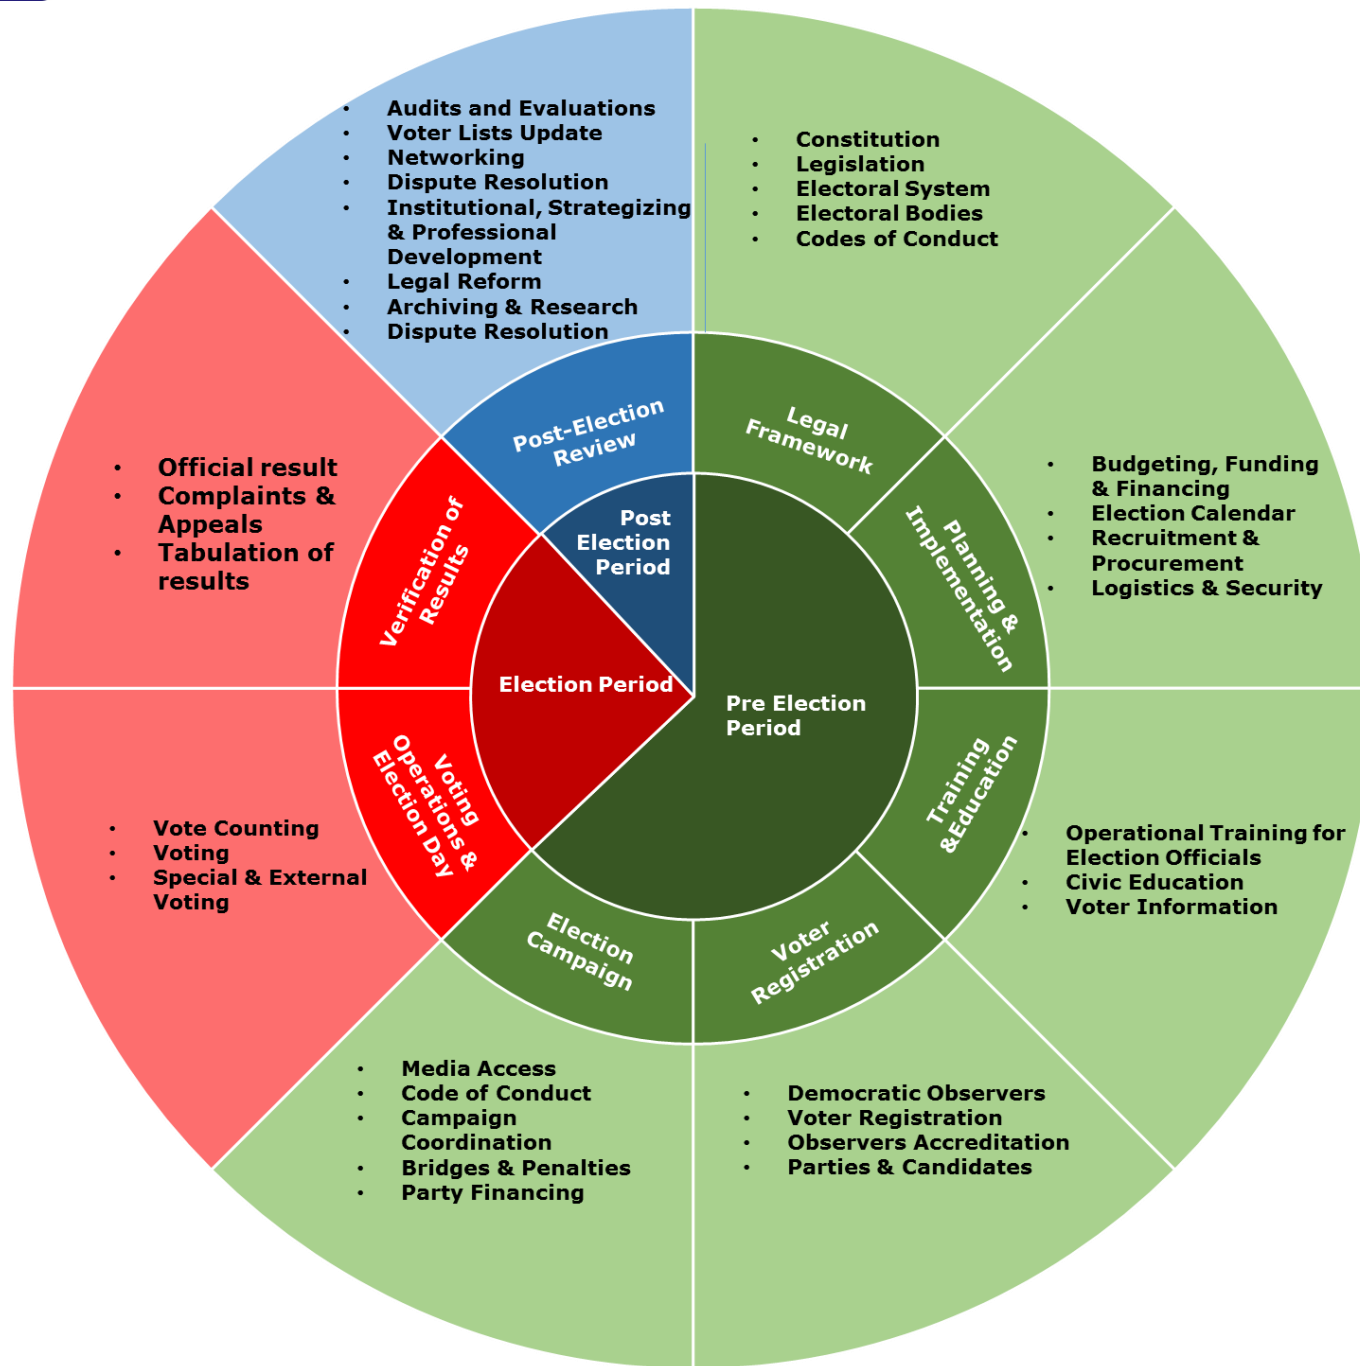 • Audits and Evaluations
• Voter Lists Update
• Networking
• Dispute Resolution
• Institutional, Strategizing
& Professional
Development
• Legal Reform
• Archiving & Research
• Dispute Resolution
• Constitution
• Legislation
• Electoral System
• Electoral Bodies
• Codes of Conduct
• Budgeting, Funding
& Financing
• Election Calendar
• Recruitment &
Procurement
• Logistics & Security
• Operational Training for
Election Officials
• Civic Education
• Voter Information
• Democratic Observers
• Voter Registration
• Observers Accreditation
• Parties & Candidates
• Media Access
• Code of Conduct
• Campaign
Coordination
• Bridges & Penalties
• Party Financing
• Vote Counting
• Voting
• Special & External
Voting
• Official result
• Complaints &
Appeals
• Tabulation of
results
Post-Election
Review
Legal
Framework
Planning &
Implementation
Training
&Education
Voter
Registration
Election
Campaign
Voting
Operations &
Election Day
Verification of
Results
Post
Election
Period
Election Period
Pre Election
Period